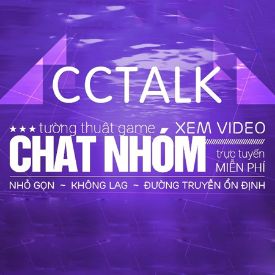 CCTALK
★★★ tường thuật game XEM VIDEO
CHAT NHÓM trực tuyến
MIỄN PHÍ
NHỎ GỌN ~ KHÔNG LAG ~ ĐƯỜNG TRUYỀN ỔN ĐỊNH